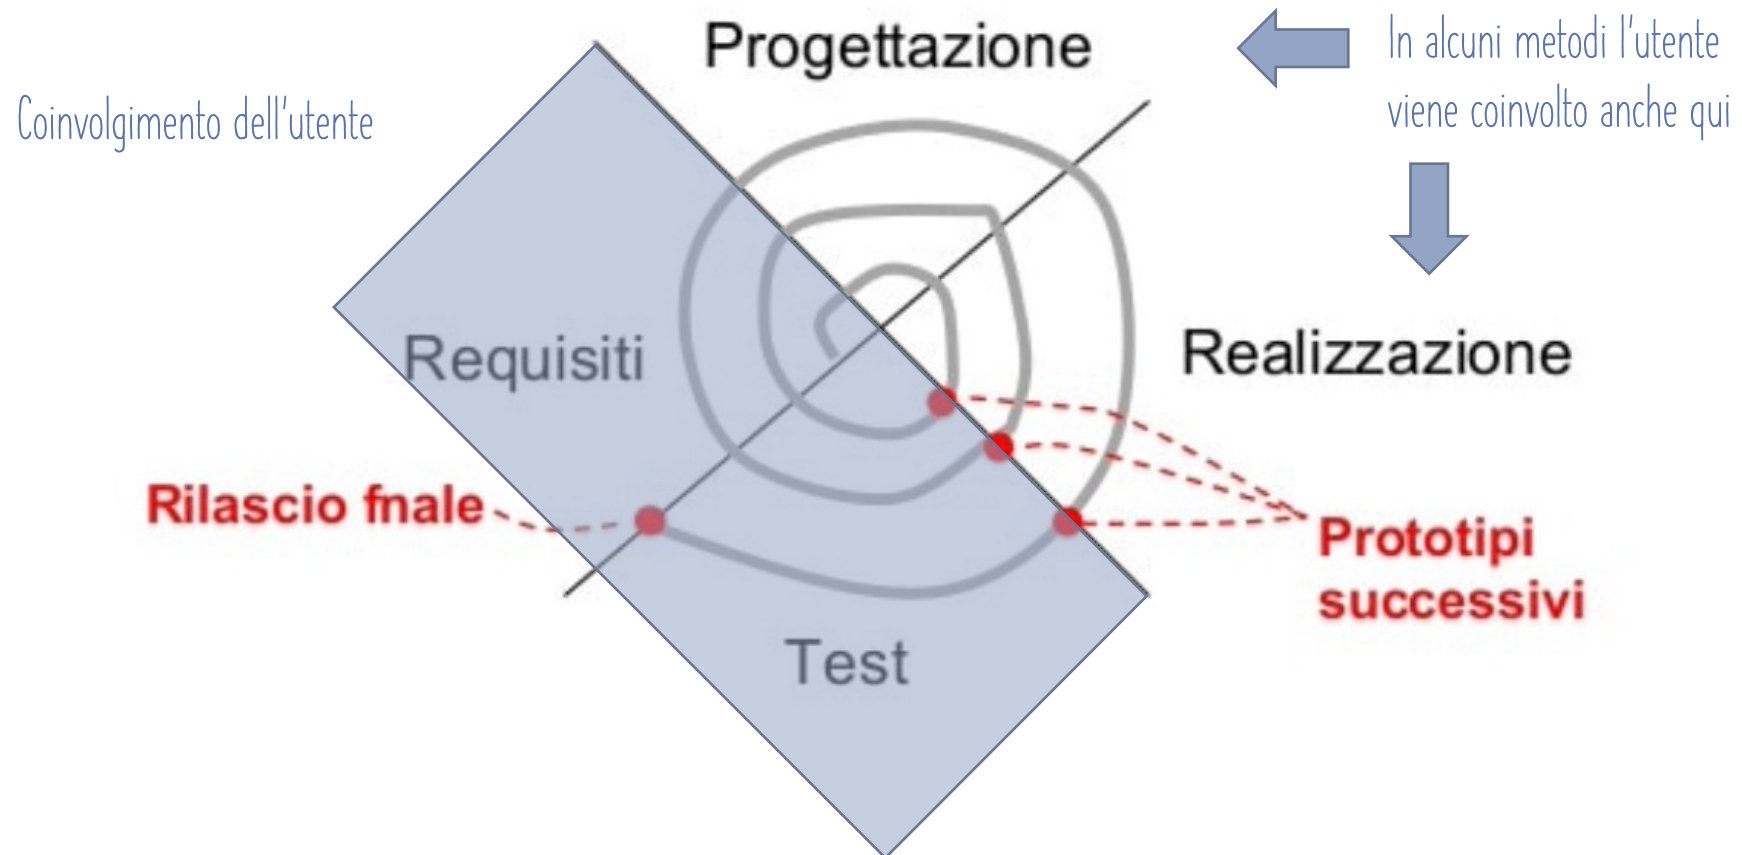 Progettazione
In alcuni metodi l'utente
viene coinvolto anche qui
Coinvolgimento dell'utente
Requisiti
Realizzazione
Rilascio fnale
Prototipi
successivi
Test